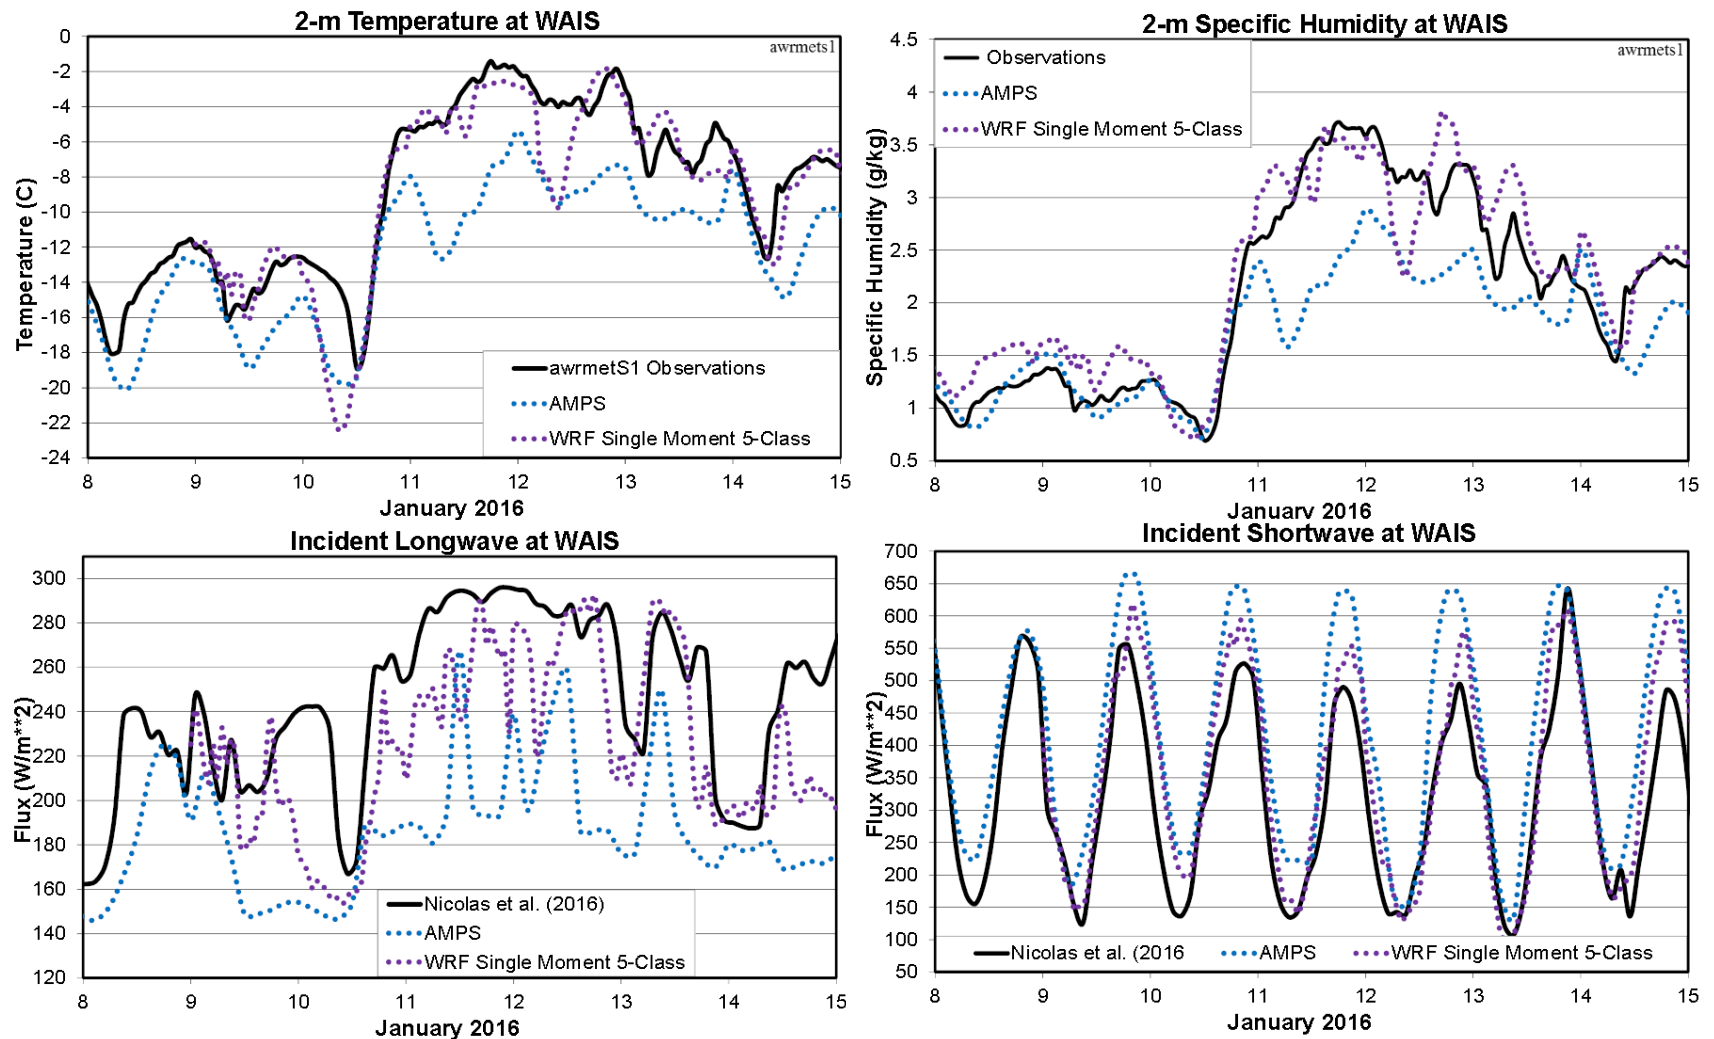 2-m Temperature at WAIS
awrmets1
Temperature (C)
0
-2
-4
-6
-8
-10
-12
-14
-16
-18
-20
-22
-24
awrmetS1 Observations
AMPS
WRF Single Moment 5-Class
8 9 10 11 12 13 14 15
January 2016
2-m Specific Humidity at WAIS
awrmets1
Specific Humidity (g/kg)
4.5
4
3.5
3
2.5
2
1.5
1
0.5
Observations
AMPS
WRF Single Moment 5-Class
8 9 10 11 12 13 14 15
January 2016
Incident Longwave at WAIS
Flux (W/m**2)
300
280
260
240
220
200
180
160
140
120
Nicolas et al. (2016)
AMPS
WRF Single Moment 5-Class
8 9 10 11 12 13 14 15
January 2016
Incident Shortwave at WAIS
Flux (W/m**2)
700
650
600
550
500
450
400
350
300
250
200
150
100
50
Nicolas et al. (2016 AMPS WRF Single Moment 5-Class
8 9 10 11 12 13 14 15
January 2016